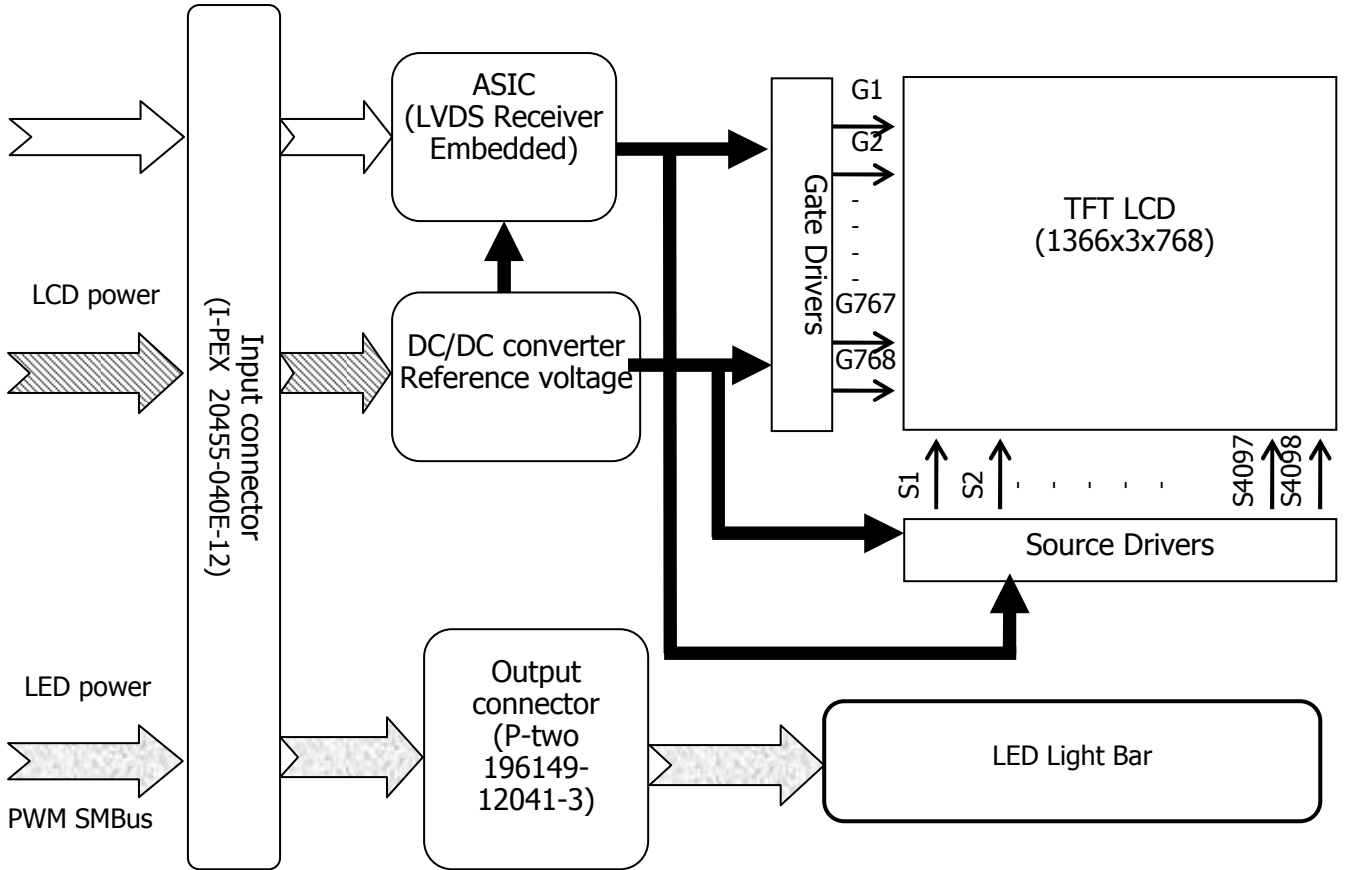 ASIC
(LVDS Receiver
Embedded)
G1
G2
-
-
-
-
G767
G768
Gate Drivers
TFT LCD
(1366x3x768)
LCD power
Input connector
(I-PEX 20455-040E-12)
DC/DC converter
Reference voltage
S1
S2
- - - - -
S4097
S4098
Source Drivers
LED power
PWM SMBus
Output
connector
(P-two
196149-
12041-3)
LED Light Bar